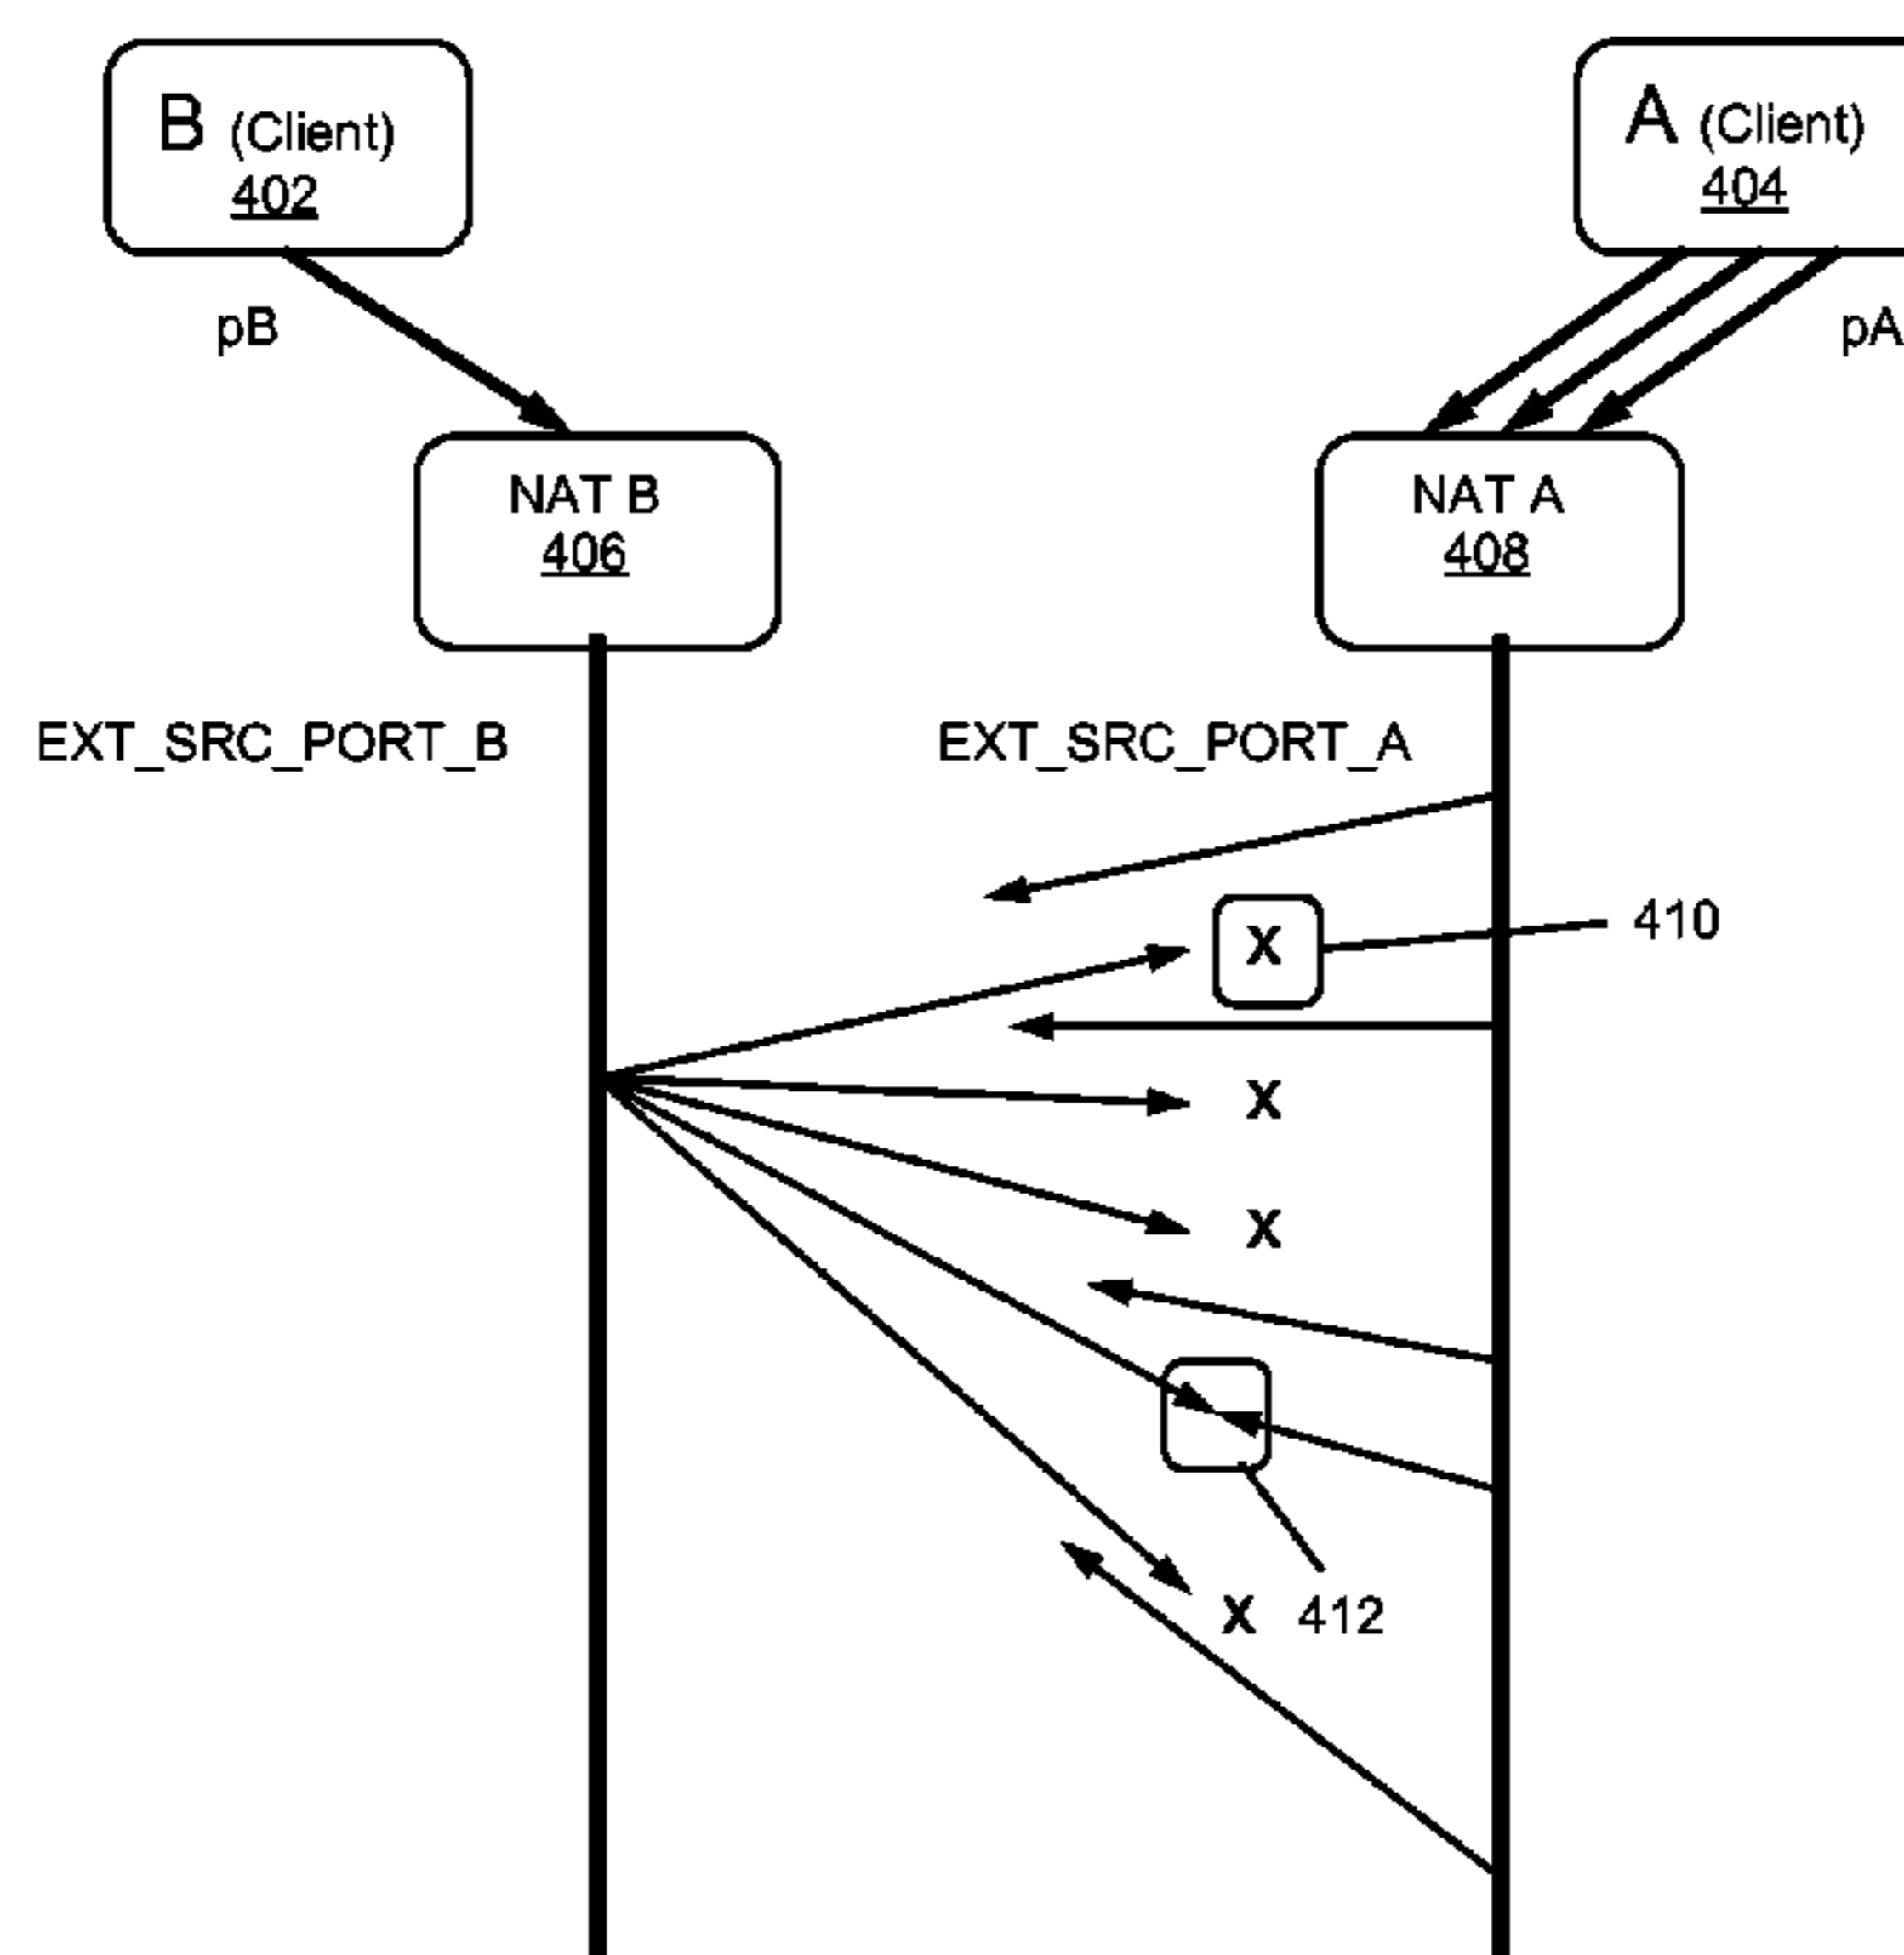 B (Client)
402
A (Client)
404
pB
pA
NAT B
406
NAT A
408
EXT_SRC_PORT_B
EXT_SRC_PORT_A
X
410
X
X
X
412